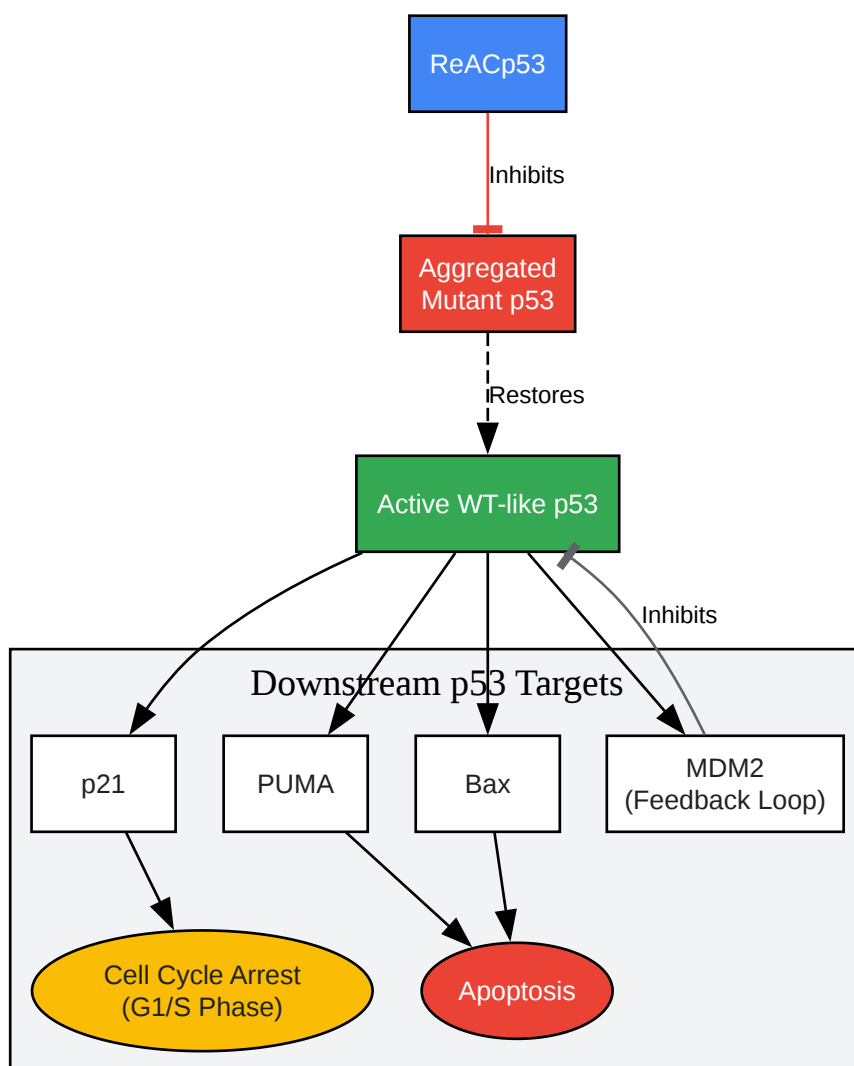 ReACp53
Inhibits
Aggregated
Mutant p53
Restores
Active WT-like p53
Inhibits
Downstream p53 Targets
p21
PUMA
Bax
MDM2
(Feedback Loop)
Cell Cycle Arrest
(G1/S Phase)
Apoptosis